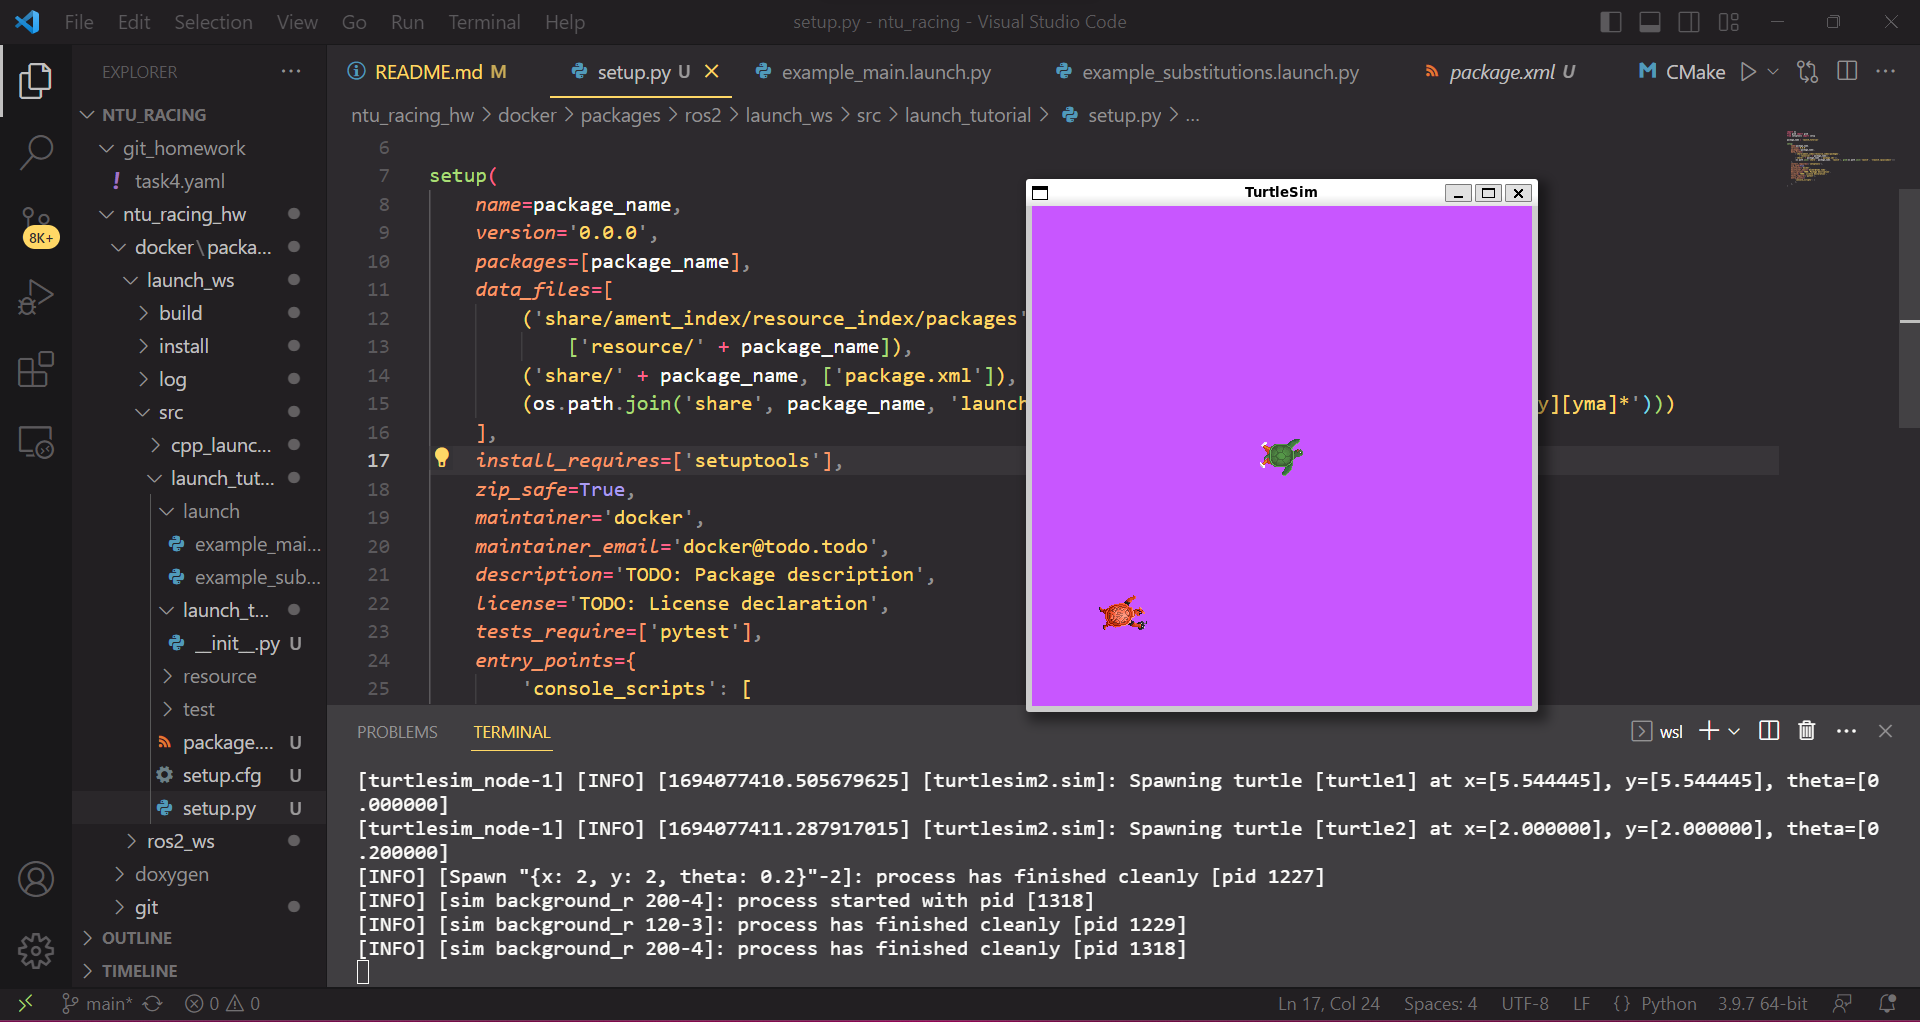 File Edit Selection View Go Run Terminal Help
setup.py - ntu_racing - Visual Studio Code
EXPLORER
README.md M
setup.py U
example_main.launch.py
example_substitutions.launch.py
package.xml U
CMake
NTU_RACING
git_homework
! task4.yaml
ntu_racing_hw
docker\packa...
launch_ws
build
install
log
src
cpp_launc...
launch_tut...
launch
example_mai...
example_sub...
launch_t...
__init__.py U
resource
test
package.... U
setup.cfg U
setup.py U
ros2_ws
doxygen
git
OUTLINE
TIMELINE
8K+
ntu_racing_hw > docker > packages > ros2 > launch_ws > src > launch_tutorial > setup.py > ...
6
7 setup(
8 name=package_name,
9 version='0.0.0',
10 packages=[package_name],
11 data_files=[
12 ('share/ament_index/resource_index/packages'
13 ['resource/' + package_name]),
14 ('share/' + package_name, ['package.xml']),
15 (os.path.join('share', package_name, 'launch y][yma]*')))
16 ],
17 install_requires=['setuptools'],
18 zip_safe=True,
19 maintainer='docker',
20 maintainer_email='docker@todo.todo',
21 description='TODO: Package description',
22 license='TODO: License declaration',
23 tests_require=['pytest'],
24 entry_points={
25 'console_scripts': [
TurtleSim
PROBLEMS TERMINAL
wsl
[turtlesim_node-1] [INFO] [1694077410.505679625] [turtlesim2.sim]: Spawning turtle [turtle1] at x=[5.544445], y=[5.544445], theta=[0
.000000]
[turtlesim_node-1] [INFO] [1694077411.287917015] [turtlesim2.sim]: Spawning turtle [turtle2] at x=[2.000000], y=[2.000000], theta=[0
.200000]
[INFO] [Spawn "{x: 2, y: 2, theta: 0.2}"-2]: process has finished cleanly [pid 1227]
[INFO] [sim background_r 200-4]: process started with pid [1318]
[INFO] [sim background_r 120-3]: process has finished cleanly [pid 1229]
[INFO] [sim background_r 200-4]: process has finished cleanly [pid 1318]
main* 0 0
Ln 17, Col 24 Spaces: 4 UTF-8 LF {} Python 3.9.7 64-bit